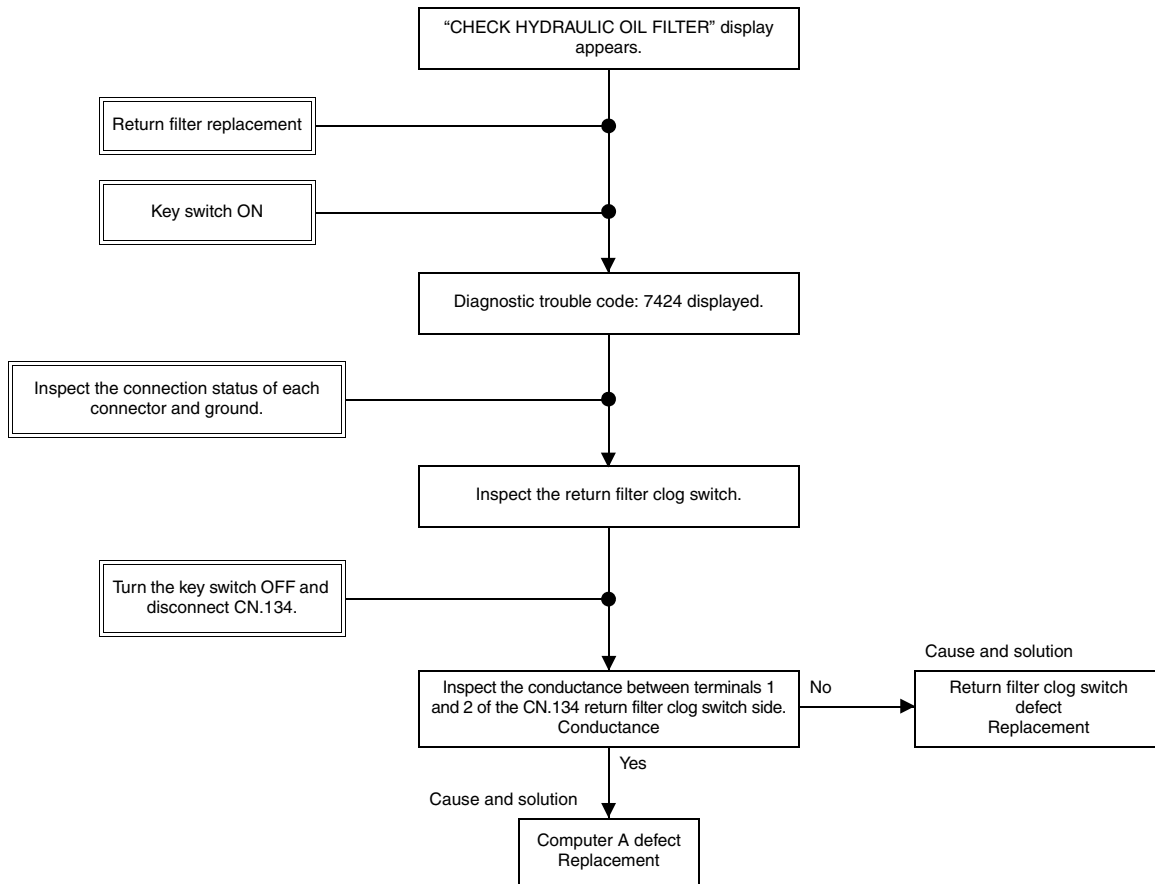 “CHECK HYDRAULIC OIL FILTER” display
appears.
Return filter replacement
Key switch ON
Diagnostic trouble code: 7424 displayed.
Inspect the connection status of each
connector and ground.
Inspect the return filter clog switch.
Turn the key switch OFF and
disconnect CN.134.
Inspect the conductance between terminals 1
and 2 of the CN.134 return filter clog switch side.
Conductance
No
Cause and solution
Return filter clog switch
defect
Replacement
Yes
Cause and solution
Computer A defect
Replacement